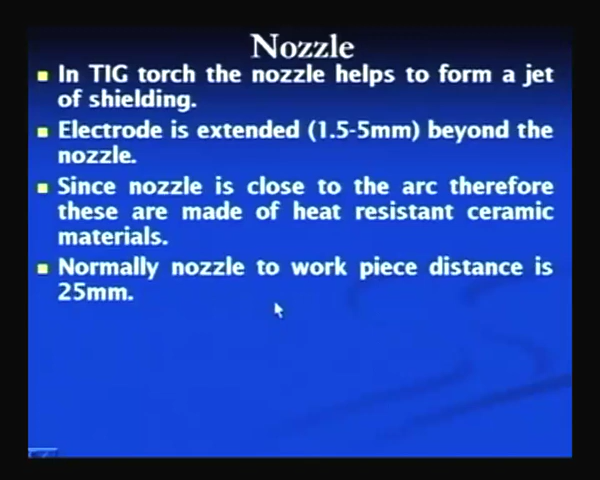 Nozzle
In TIG torch the nozzle helps to form a jet
of shielding.
Electrode is extended (1.5-5mm) beyond the
nozzle.
Since nozzle is close to the arc therefore
these are made of heat resistant ceramic
materials.
Normally nozzle to work piece distance is
25mm.